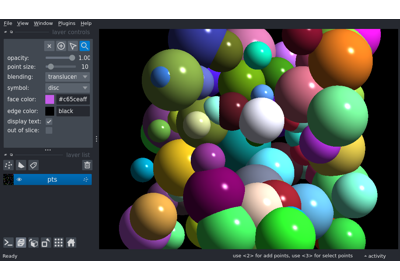 File View Window Plugins Help
layer controls
opacity: 1.00
point size: 10
blending: translucen
symbol: disc
face color: #c65ceaff
edge color: black
display text:
out of slice:
layer list
pts
Ready use <2> for add points, use <3> for select points activity